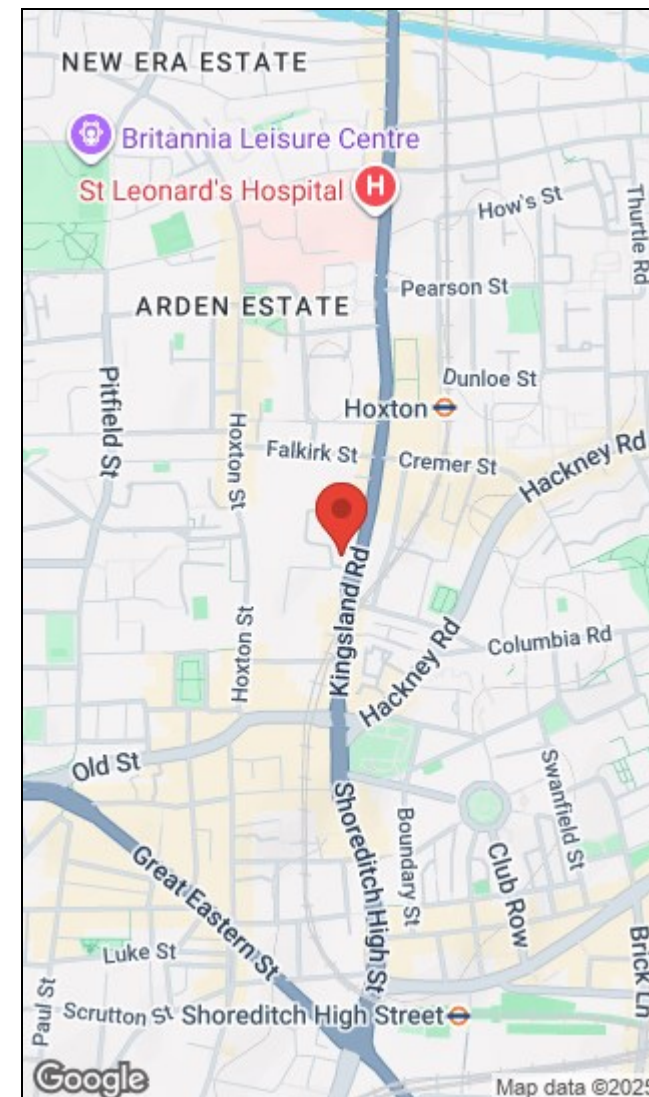 NEW ERA ESTATE
Britannia Leisure Centre
St Leonard's Hospital
H
How's St
Thurtle Rd
Pearson St
ARDEN ESTATE
Dunloe St
Pitfield St
Hoxton
Hoxton St
Falkirk St
Cremer St
Hackney Rd
Kingsland Rd
Hoxton St
Columbia Rd
Hackney Rd
Old St
Swanfield St
Shoreditch High St
Boundary St
Club Row
Great Eastern St
Luke St
Brick Ln
Paul St
Scrutton St
Shoreditch High Street
Google
Map data ©2025